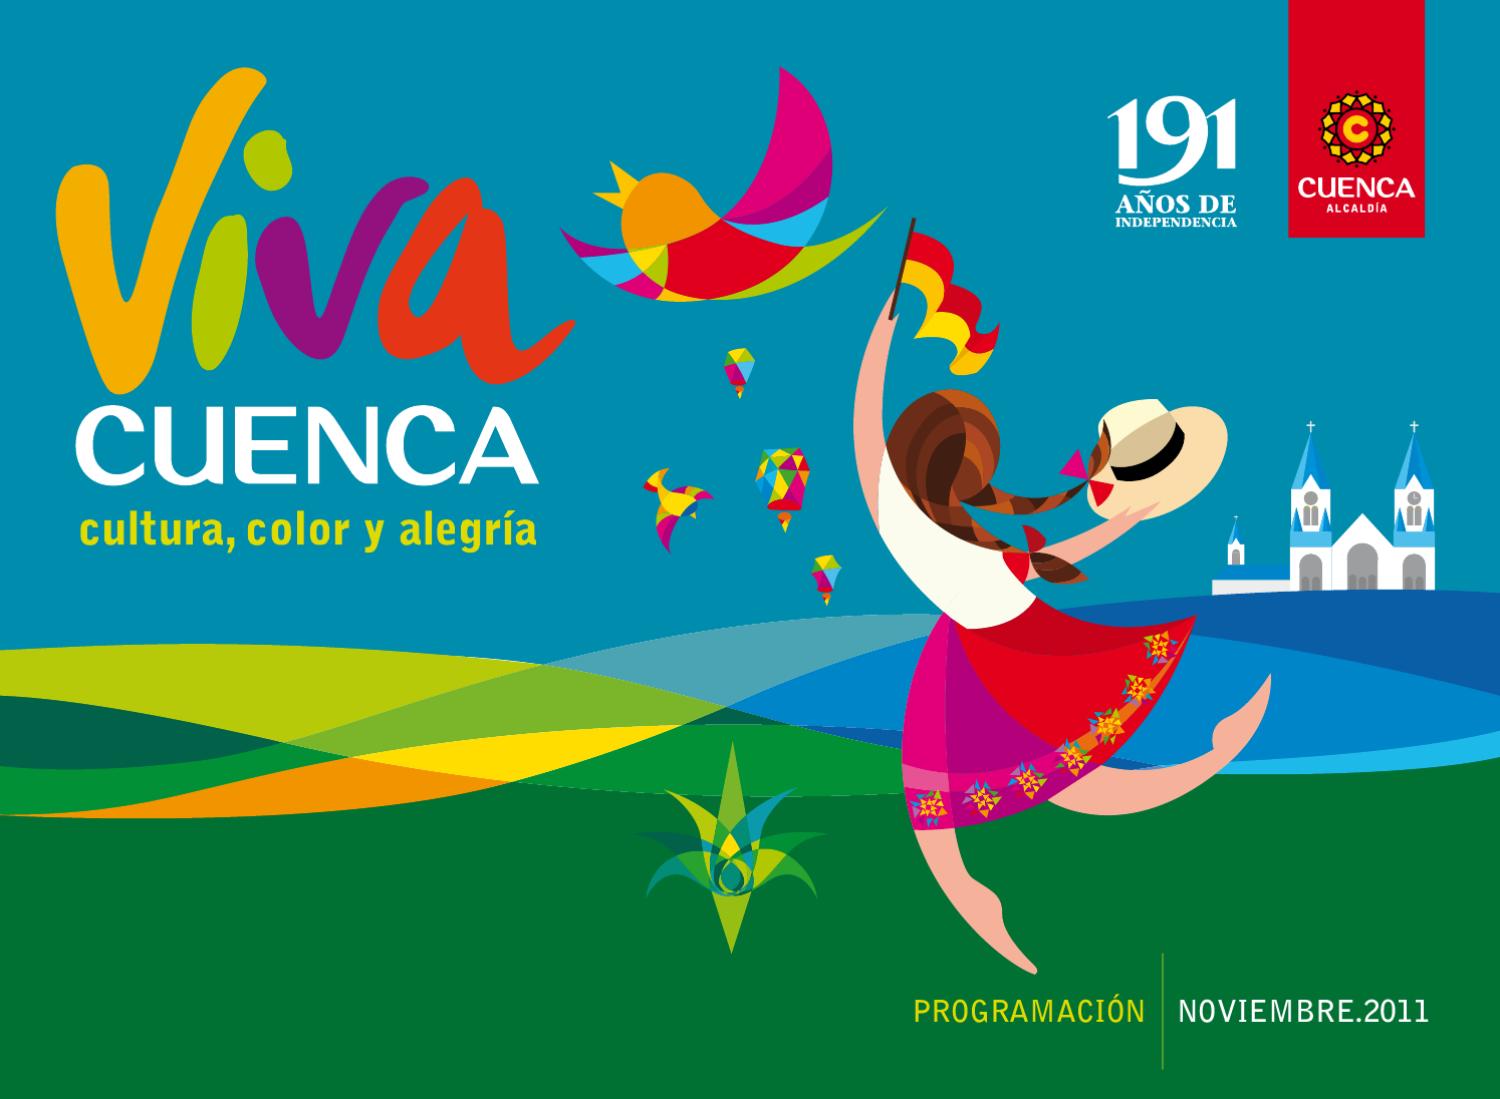 Viva
CUENCA
cultura, color y alegría
191
AÑOS DE
INDEPENDENCIA
C
CUENCA
ALCALDÍA
PROGRAMACIÓN
NOVIEMBRE.2011